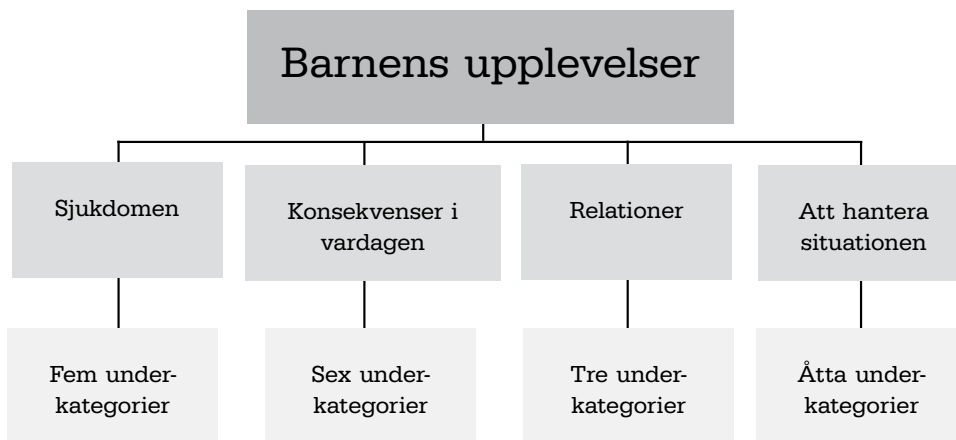 Barnens upplevelser
Sjukdomen
Konsekvenser i
vardagen
Relationer
Att hantera
situationen
Fem under-
kategorier
Sex under-
kategorier
Tre under-
kategorier
Åtta under-
kategorier